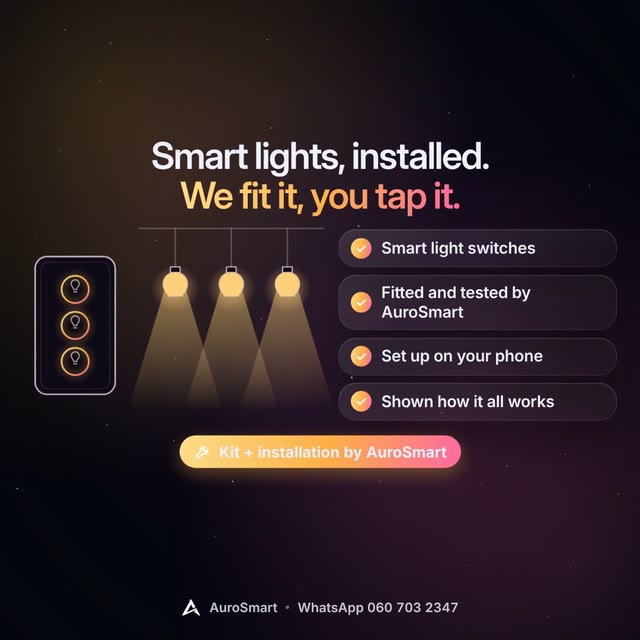 Smart lights, installed.
We fit it, you tap it.
Smart light switches
Fitted and tested by
AuroSmart
Set up on your phone
Shown how it all works
Kit + installation by AuroSmart
AuroSmart • WhatsApp 060 703 2347